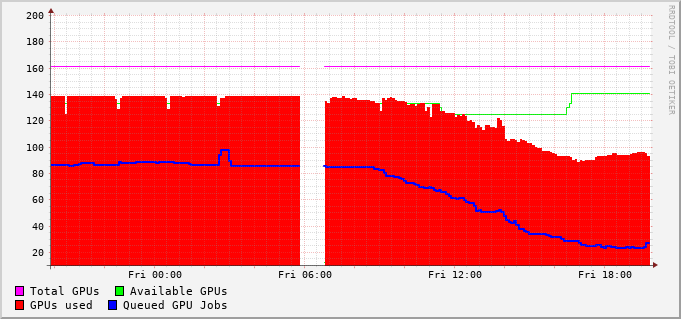 200
180
160
140
120
100
80
60
40
20
Fri 00:00 Fri 06:00 Fri 12:00 Fri 18:00
Total GPUs Available GPUs
GPUs used Queued GPU Jobs
RRDTOOL / TOBI OETIKER